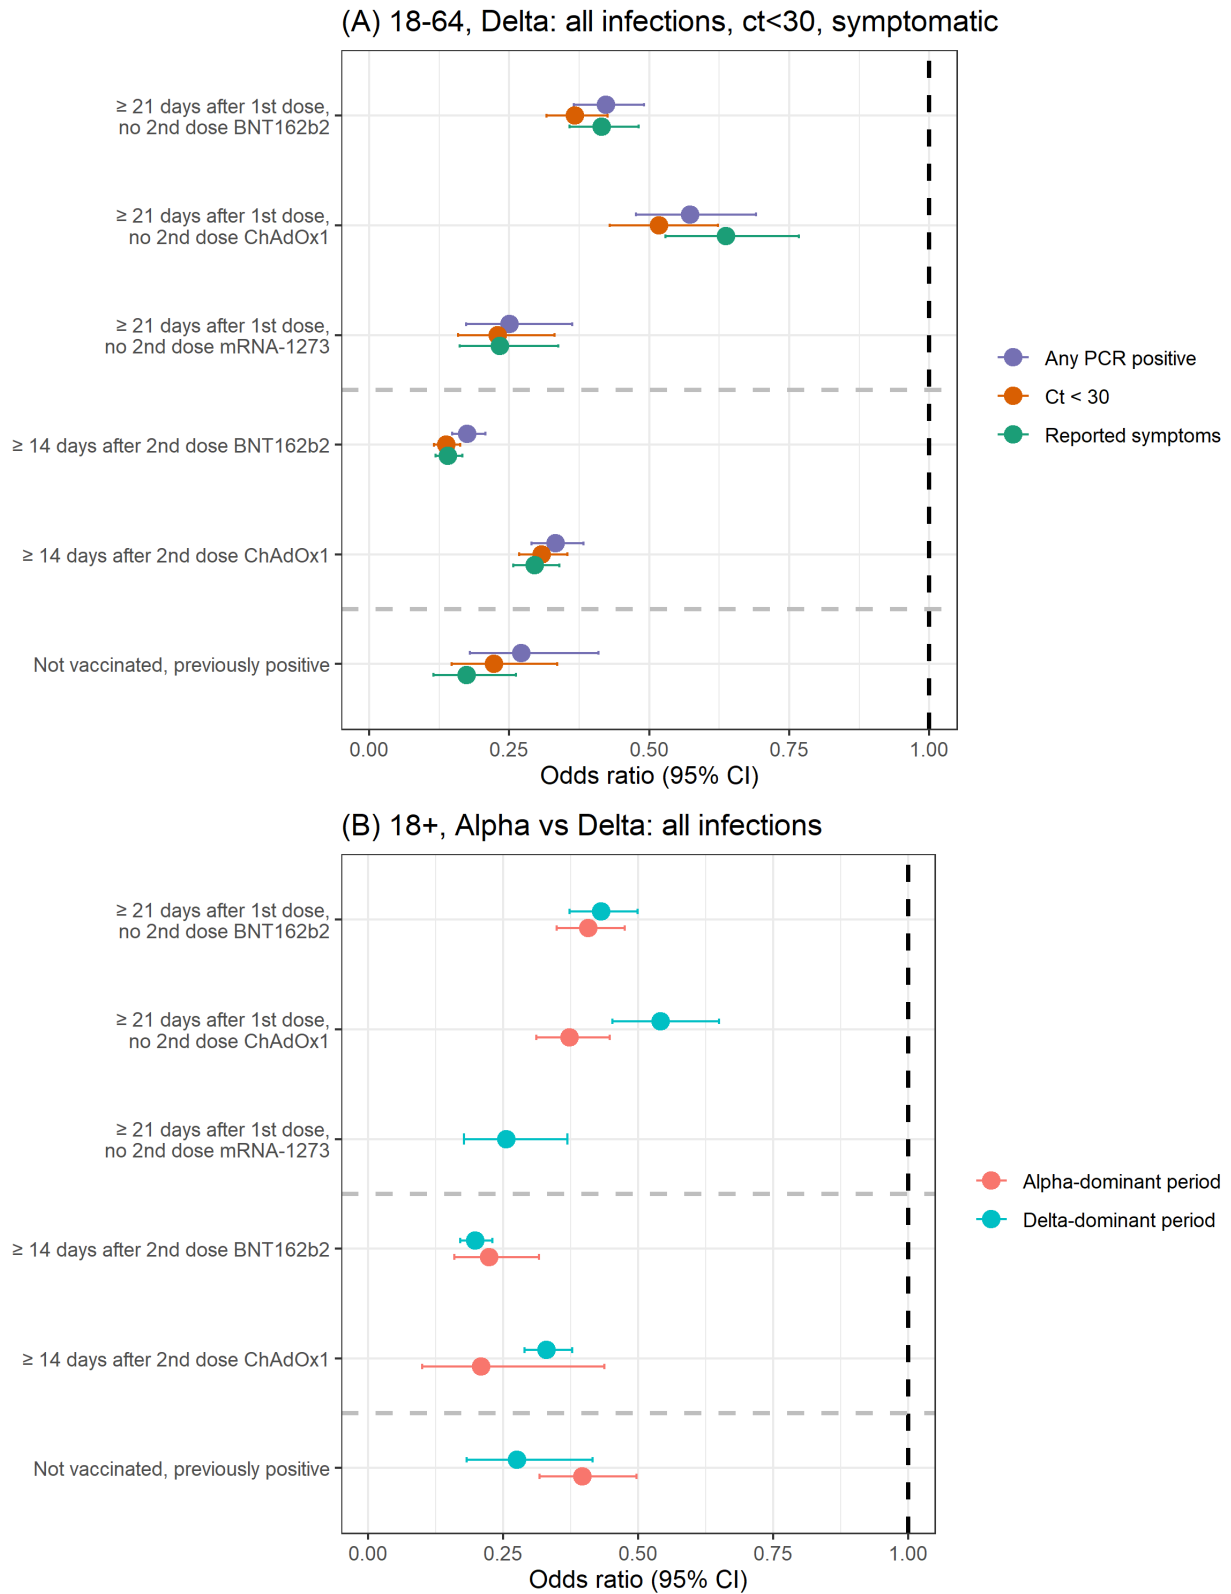 (A) 18-64, Delta: all infections, ct<30, symptomatic
≥ 21 days after 1st dose,
no 2nd dose BNT162b2
≥ 21 days after 1st dose,
no 2nd dose ChAdOx1
≥ 21 days after 1st dose,
no 2nd dose mRNA-1273
≥ 14 days after 2nd dose BNT162b2
≥ 14 days after 2nd dose ChAdOx1
Not vaccinated, previously positive
0.00 0.25 0.50 0.75 1.00
Odds ratio (95% CI)
Any PCR positive
Ct < 30
Reported symptoms
(B) 18+, Alpha vs Delta: all infections
≥ 21 days after 1st dose,
no 2nd dose BNT162b2
≥ 21 days after 1st dose,
no 2nd dose ChAdOx1
≥ 21 days after 1st dose,
no 2nd dose mRNA-1273
≥ 14 days after 2nd dose BNT162b2
≥ 14 days after 2nd dose ChAdOx1
Not vaccinated, previously positive
0.00 0.25 0.50 0.75 1.00
Odds ratio (95% CI)
Alpha-dominant period
Delta-dominant period